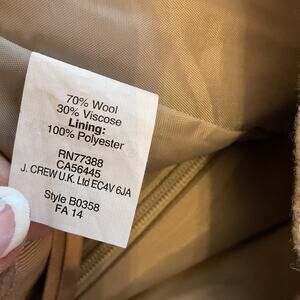 70% Wool
30% Viscose
Lining:
100% Polyester
RN77388
CA56445
J. CREW U.K. Ltd EC4V 6JA
Style B0358
FA 14